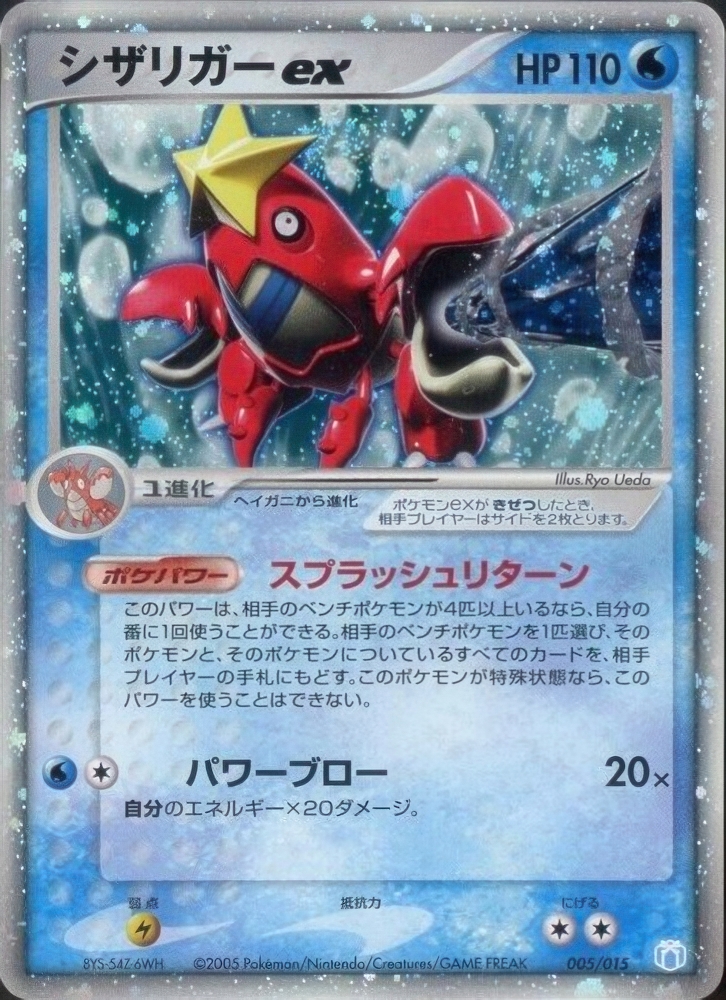 シザリガーex
HP110
Illus.Ryo Ueda
1進化
ヘイガニから進化
ポケモンexが きぜつしたとき、
相手プレイヤーはサイドを2枚とります。
ポケパワー スプラッシュリターン
このパワーは、相手のベンチポケモンが4匹以上いるなら、自分の
番に1回使うことができる。相手のベンチポケモンを1匹選び、その
ポケモンと、そのポケモンについているすべてのカードを、相手
プレイヤーの手札にもどす。このポケモンが特殊状態なら、この
パワーを使うことはできない。
パワーブロー 20×
自分のエネルギー×20ダメージ。
弱点 抵抗力 にげる
8YS-54Z-6WH ©2005 Pokémon/Nintendo/Creatures/GAME FREAK 005/015